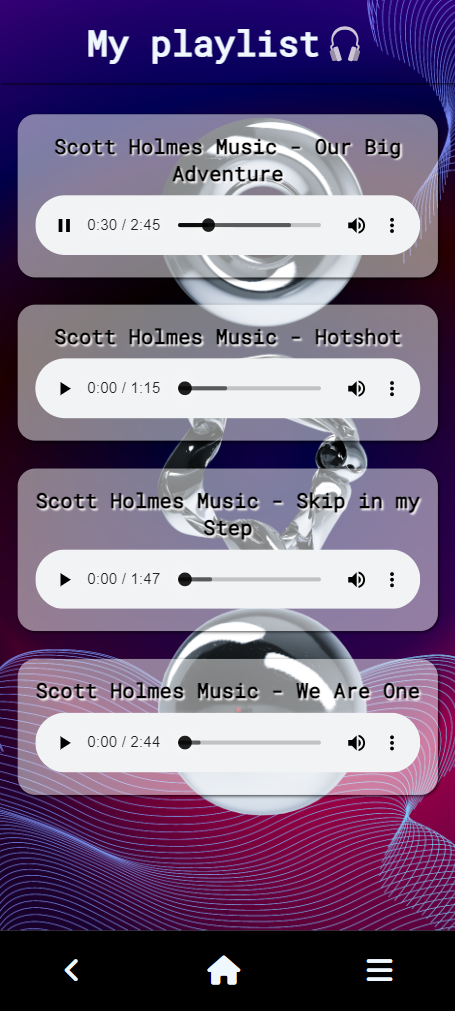 My playlist🎧
Scott Holmes Music - Our Big
Adventure
0:30 / 2:45
Scott Holmes Music - Hotshot
0:00 / 1:15
Scott Holmes Music - Skip in my
Step
0:00 / 1:47
Scott Holmes Music - We Are One
0:00 / 2:44